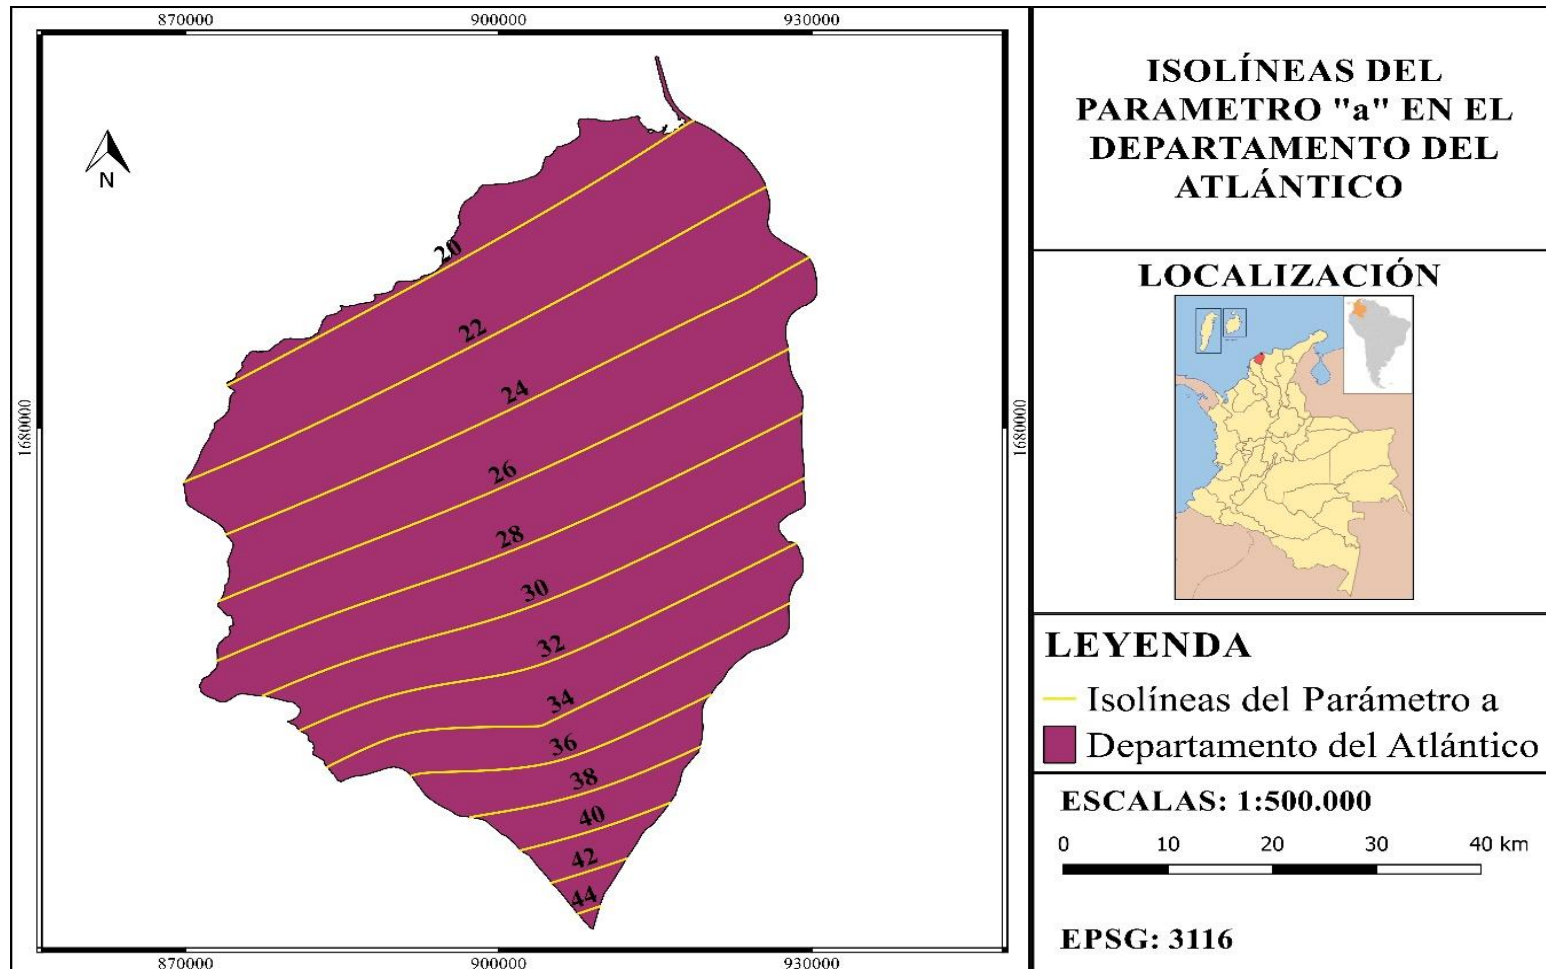 870000
900000
930000
N
1680000
1680000
20
22
24
26
28
30
32
34
36
38
40
42
44
870000
900000
930000
ISOLÍNEAS DEL
PARAMETRO "a" EN EL
DEPARTAMENTO DEL
ATLÁNTICO
LOCALIZACIÓN
LEYENDA
Isolíneas del Parámetro a
Departamento del Atlántico
ESCALAS: 1:500.000
0 10 20 30 40 km
EPSG: 3116